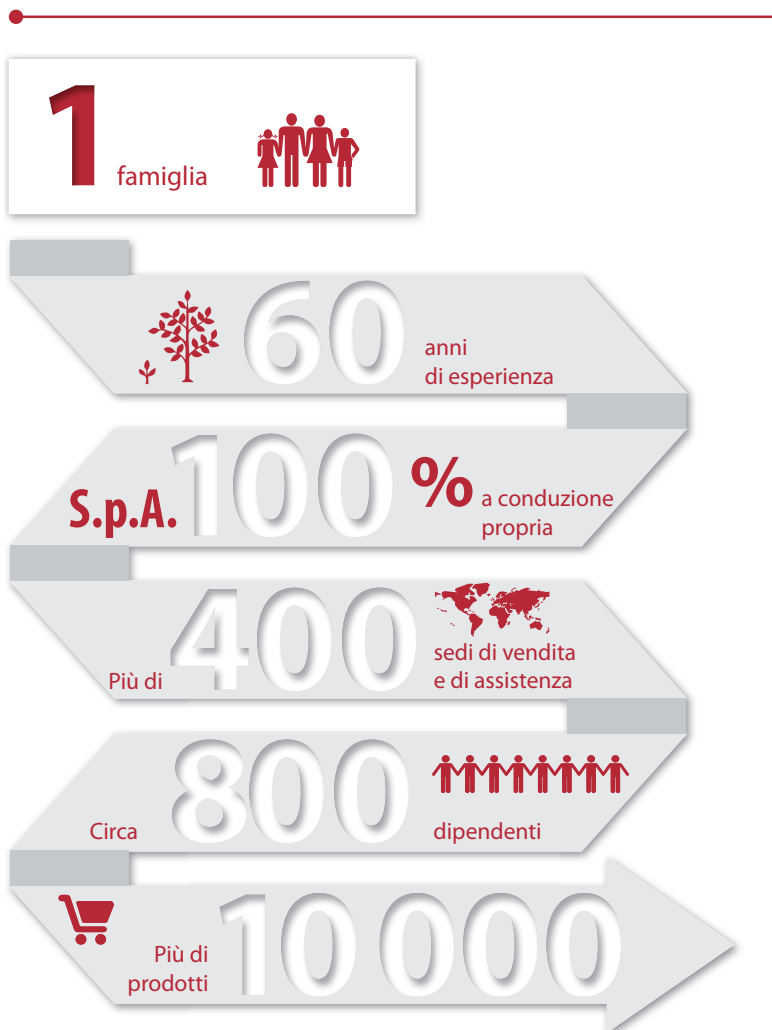 1 famiglia
60 anni
di esperienza
S.p.A. 100 % a conduzione
propria
Più di 400 sedi di vendita
e di assistenza
Circa 800 dipendenti
Più di
prodotti 10 000